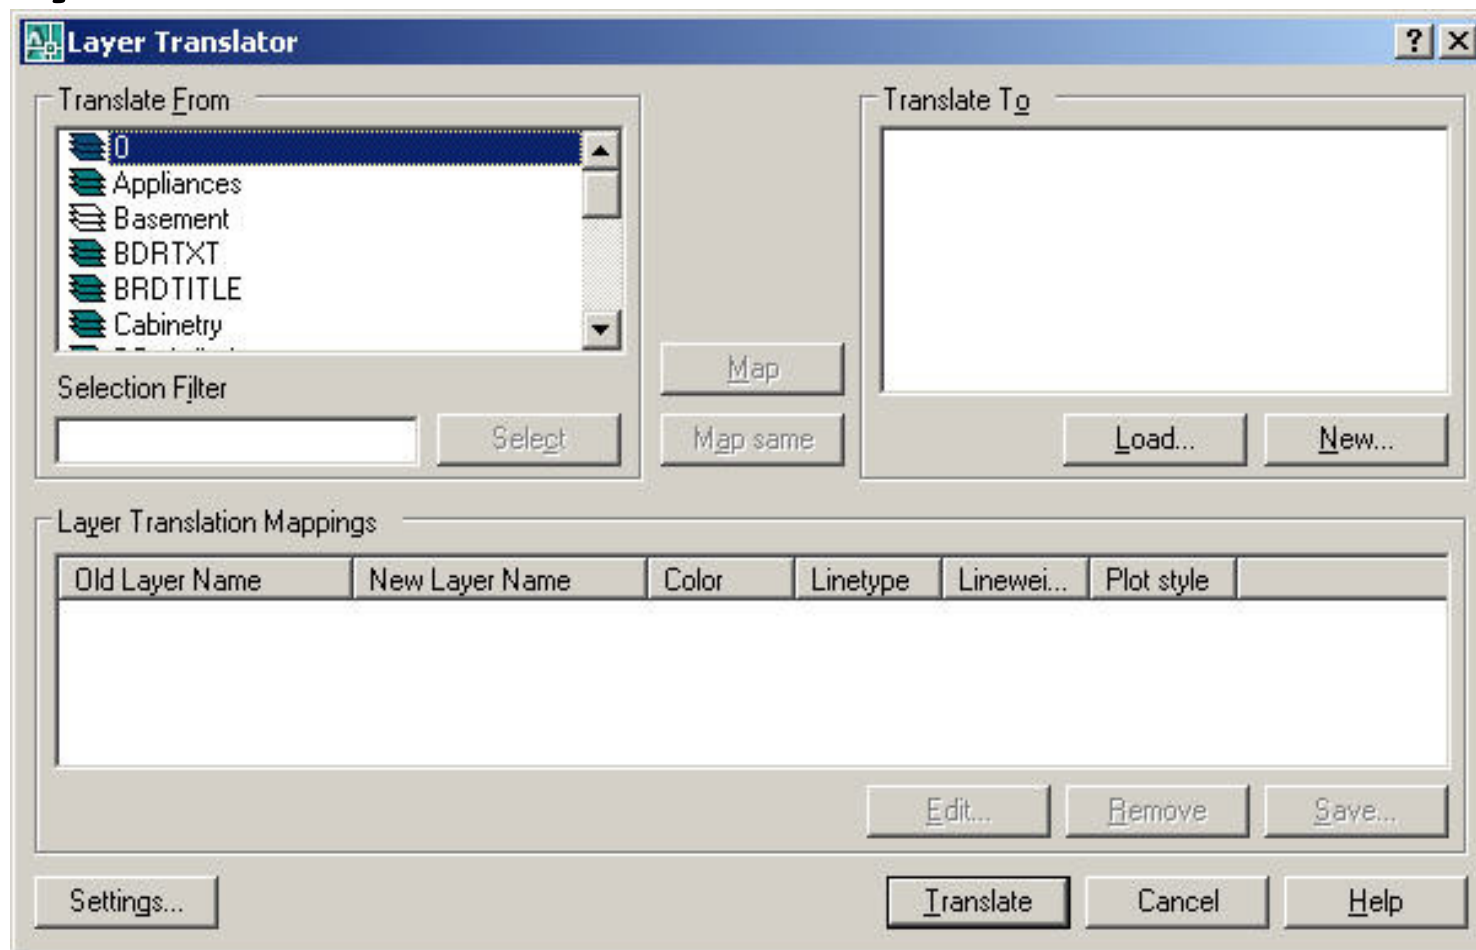 Layer Translator
Translate From
0
Appliances
Basement
BDRTXT
BRDTITLE
Cabinetry
Selection Filter
Select
Map
Map same
Translate To
Load...
New...
Layer Translation Mappings
Old Layer Name New Layer Name Color Linetype Linewei... Plot style
Edit... Remove Save...
Settings... Translate Cancel Help